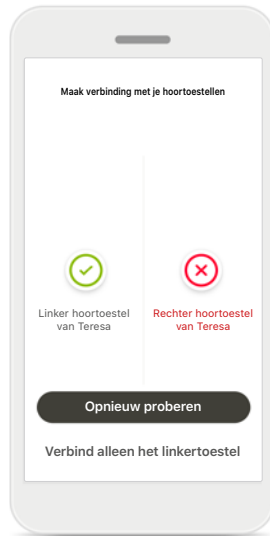 Maak verbinding met je hoortoestellen
Linker hoortoestel
van Teresa
Rechter hoortoestel
van Teresa
Opnieuw proberen
Verbind alleen het linkertoestel